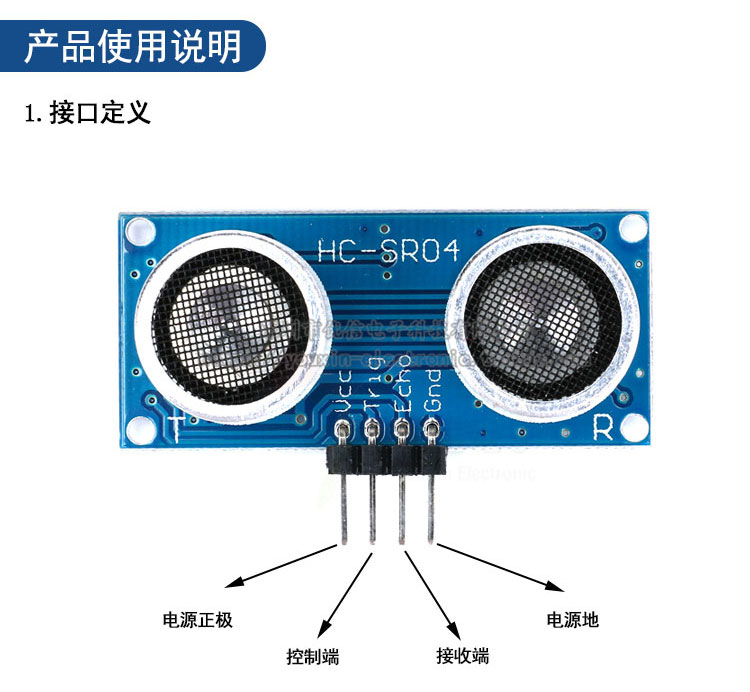 产品使用说明
1.接口定义
HC-SR04
Vcc
Trig
Echo
Gnd
T
R
Electronic
电源正极
电源地
控制端
接收端